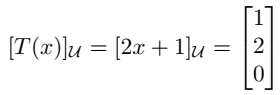 [T(x)]_𝒰 = [2x + 1]_𝒰 = [1 2 0]